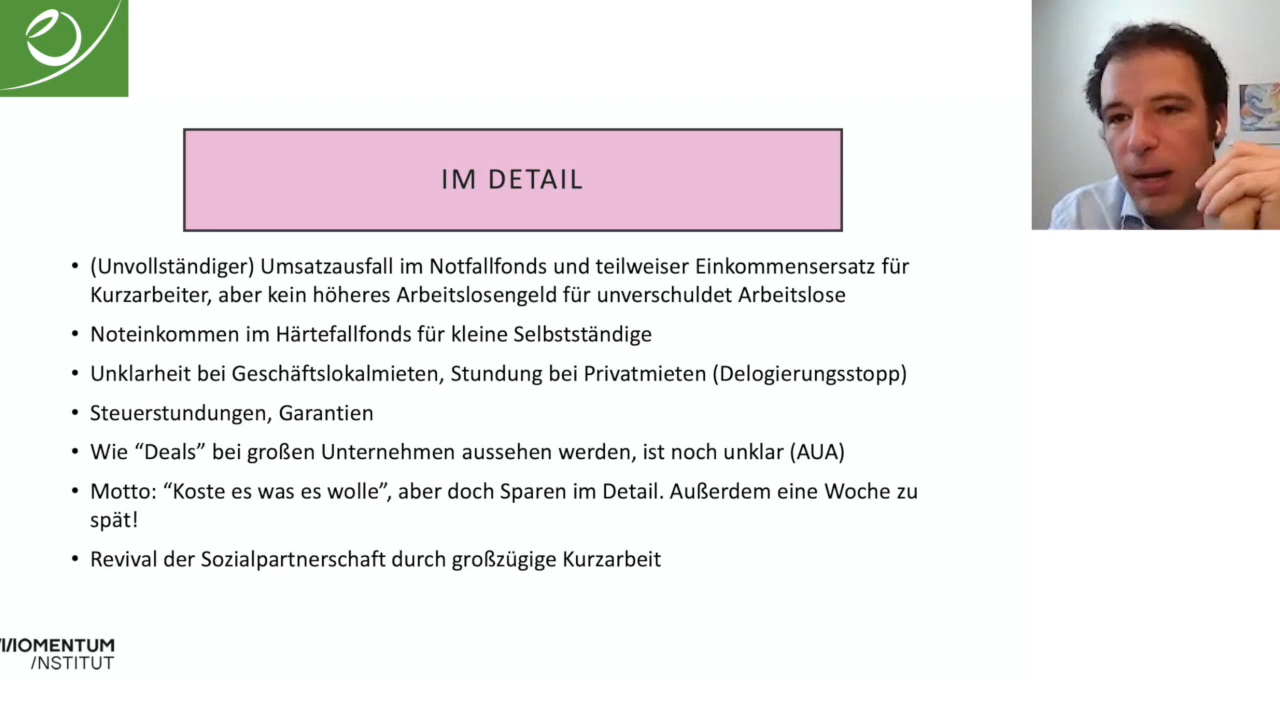 IM DETAIL
• (Unvollständiger) Umsatzausfall im Notfallfonds und teilweiser Einkommensersatz für
Kurzarbeiter, aber kein höheres Arbeitslosengeld für unverschuldet Arbeitslose
• Noteinkommen im Härtefallfonds für kleine Selbstständige
• Unklarheit bei Geschäftslokalmieten, Stundung bei Privatmieten (Delogierungsstopp)
• Steuerstundungen, Garantien
• Wie “Deals” bei großen Unternehmen aussehen werden, ist noch unklar (AUA)
• Motto: “Koste es was es wolle”, aber doch Sparen im Detail. Außerdem eine Woche zu
spät!
• Revival der Sozialpartnerschaft durch großzügige Kurzarbeit
MOMENTUM
/NSTITUT